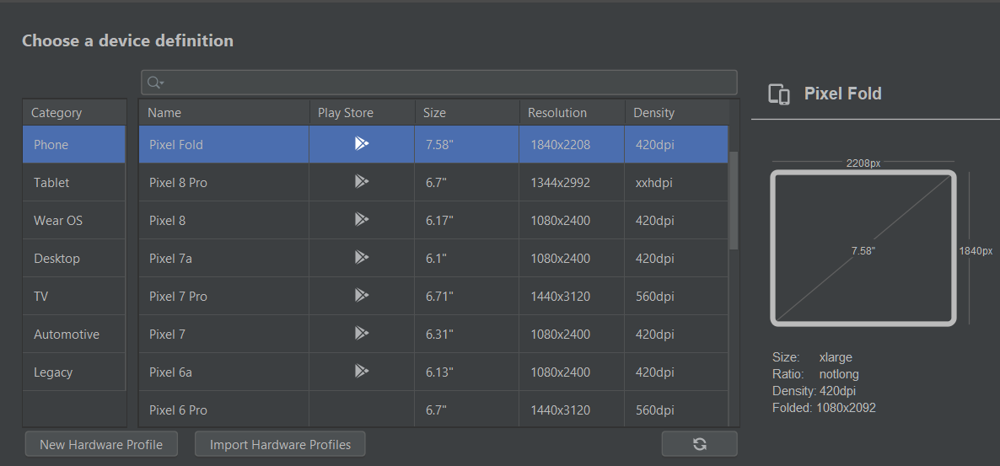 Choose a device definition
Category
Phone
Tablet
Wear OS
Desktop
TV
Automotive
Legacy
Name Play Store Size Resolution Density
Pixel Fold 7.58" 1840x2208 420dpi
Pixel 8 Pro 6.7" 1344x2992 xxhdpi
Pixel 8 6.17" 1080x2400 420dpi
Pixel 7a 6.1" 1080x2400 420dpi
Pixel 7 Pro 6.71" 1440x3120 560dpi
Pixel 7 6.31" 1080x2400 420dpi
Pixel 6a 6.13" 1080x2400 420dpi
Pixel 6 Pro 6.7" 1440x3120 560dpi
New Hardware Profile
Import Hardware Profiles
Pixel Fold
2208px
7.58"
1840px
Size: xlarge
Ratio: notlong
Density: 420dpi
Folded: 1080x2092